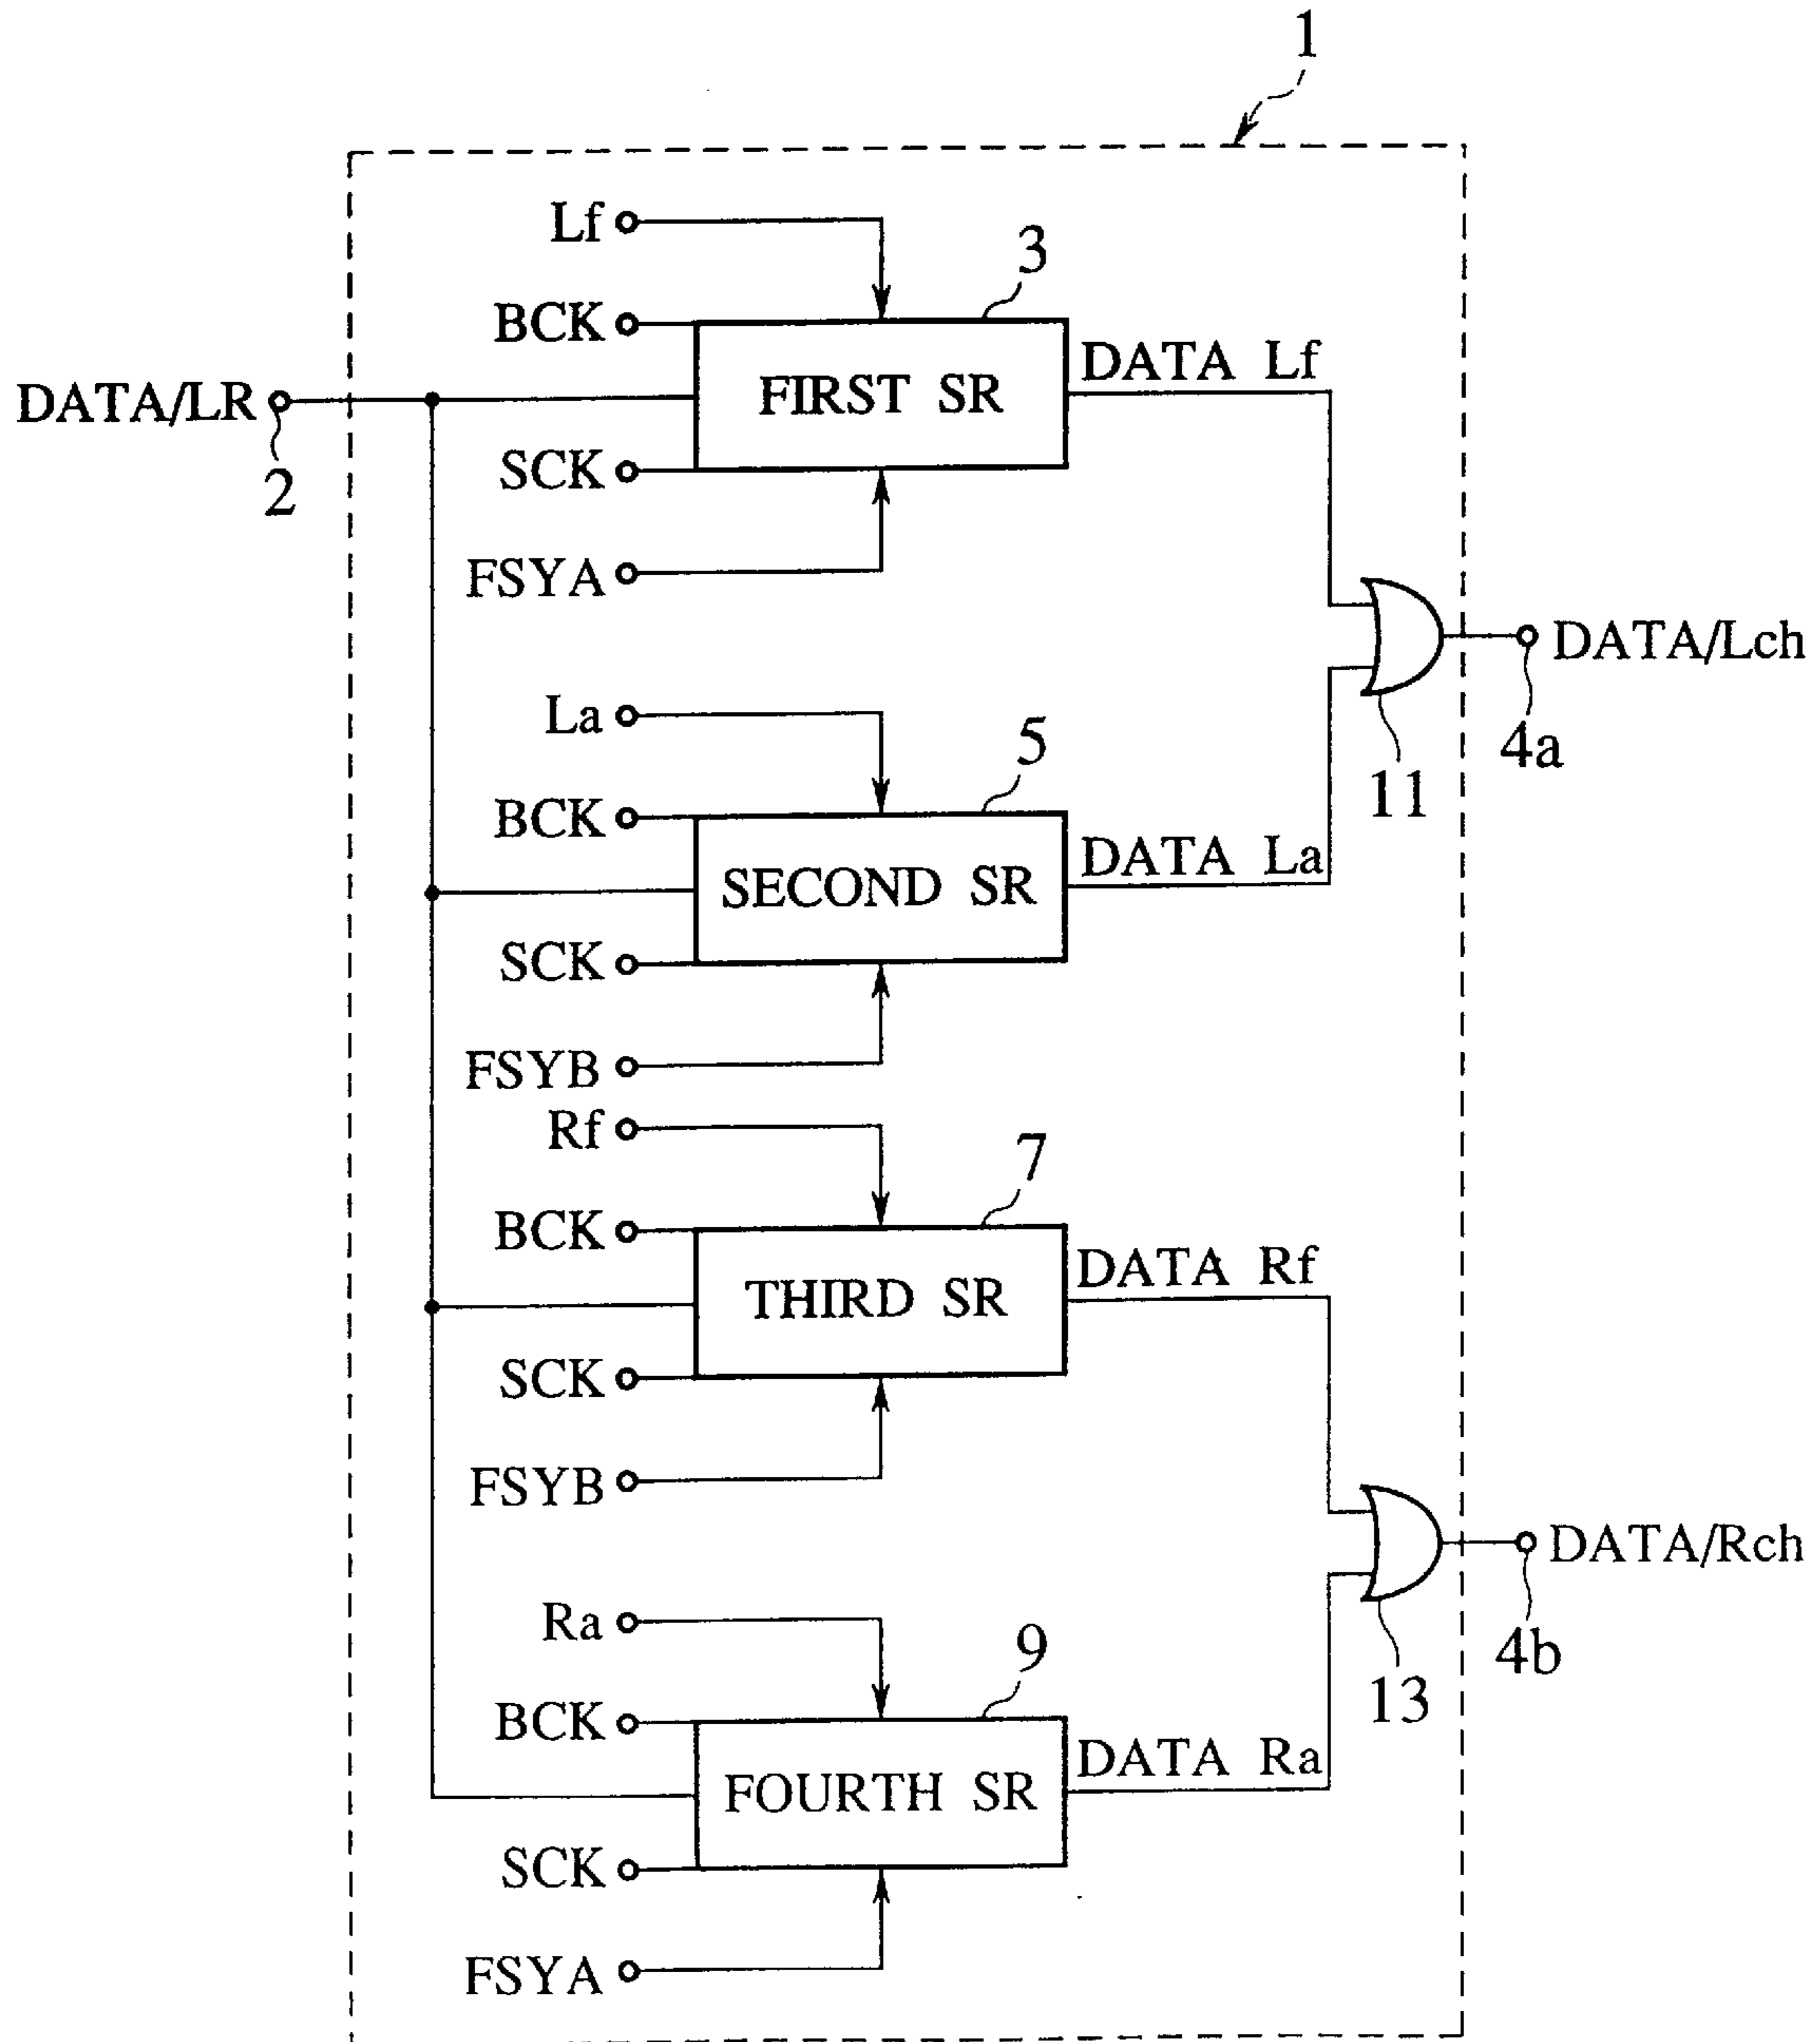 1
Lf
3
BCK
DATA/LR
FIRST SR
DATA Lf
2
SCK
FSYA
DATA/Lch
4a
11
La
5
BCK
SECOND SR
DATA La
SCK
FSYB
Rf
7
BCK
THIRD SR
DATA Rf
SCK
FSYB
DATA/Rch
4b
13
Ra
9
BCK
FOURTH SR
DATA Ra
SCK
FSYA